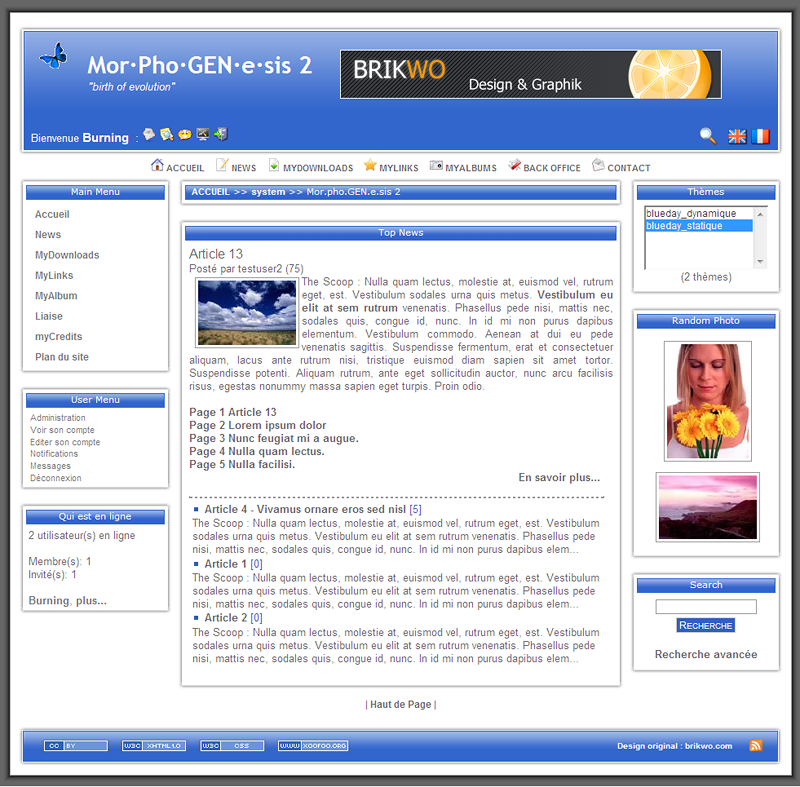 Mor·Pho·GEN·e·sis 2
"birth of evolution"
BRIKWO
Design & Graphik
Bienvenue Burning :
ACCUEIL NEWS MYDOWNLOADS MYLINKS MYALBUMS BACK OFFICE CONTACT
Main Menu
Accueil
News
MyDownloads
MyLinks
MyAlbum
Liaise
myCredits
Plan du site
User Menu
Administration
Voir son compte
Editer son compte
Notifications
Messages
Déconnexion
Qui est en ligne
2 utilisateur(s) en ligne
Membre(s): 1
Invité(s): 1
Burning, plus...
ACCUEIL >> system >> Mor.pho.GEN.e.sis 2
Top News
Article 13
Posté par testuser2 (75)
The Scoop : Nulla quam lectus, molestie at, euismod vel, rutrum
eget, est. Vestibulum sodales urna quis metus. Vestibulum eu
elit at sem rutrum venenatis. Phasellus pede nisi, mattis nec,
sodales quis, congue id, nunc. In id mi non purus dapibus
elementum. Vestibulum commodo. Aenean at dui eu pede
venenatis sagittis. Suspendisse fermentum, erat et consectetuer
aliquam, lacus ante rutrum nisi, tristique euismod diam sapien sit amet tortor.
Suspendisse potenti. Aliquam rutrum, ante eget sollicitudin auctor, nunc arcu facilisis
risus, egestas nonummy massa sapien eget turpis. Proin odio.
Page 1 Article 13
Page 2 Lorem ipsum dolor
Page 3 Nunc feugiat mi a augue.
Page 4 Nulla quam lectus.
Page 5 Nulla facilisi.
En savoir plus...
Article 4 - Vivamus ornare eros sed nisl [5]
The Scoop : Nulla quam lectus, molestie at, euismod vel, rutrum eget, est. Vestibulum
sodales urna quis metus. Vestibulum eu elit at sem rutrum venenatis. Phasellus pede
nisi, mattis nec, sodales quis, congue id, nunc. In id mi non purus dapibus elem...
Article 1 [0]
The Scoop : Nulla quam lectus, molestie at, euismod vel, rutrum eget, est. Vestibulum
sodales urna quis metus. Vestibulum eu elit at sem rutrum venenatis. Phasellus pede
nisi, mattis nec, sodales quis, congue id, nunc. In id mi non purus dapibus elem...
Article 2 [0]
The Scoop : Nulla quam lectus, molestie at, euismod vel, rutrum eget, est. Vestibulum
sodales urna quis metus. Vestibulum eu elit at sem rutrum venenatis. Phasellus pede
nisi, mattis nec, sodales quis, congue id, nunc. In id mi non purus dapibus elem...
Thèmes
blueday_dynamique
blueday_statique
(2 thèmes)
Random Photo
Search
RECHERCHE
Recherche avancée
| Haut de Page |
CC BY W3C XHTML 1.0 W3C CSS WWW XOOFOO.ORG
Design original : brikwo.com